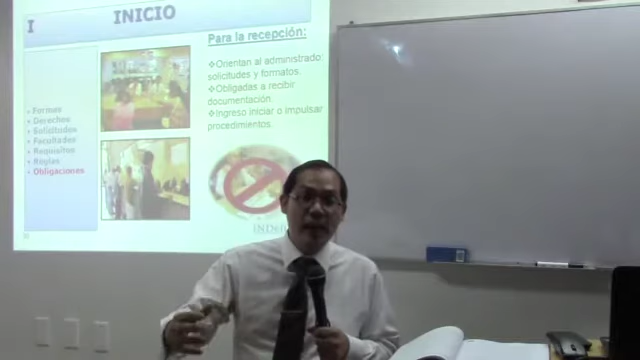 I INICIO
Para la recepción:
❖Orientan al administrado
solicitudes y formatos.
❖Obligadas a recibir
documentación.
❖Ingreso iniciar o impulsar
procedimientos.
Formas
Derechos
Solicitudes
Facultades
Requisitos
Reglas
Obligaciones